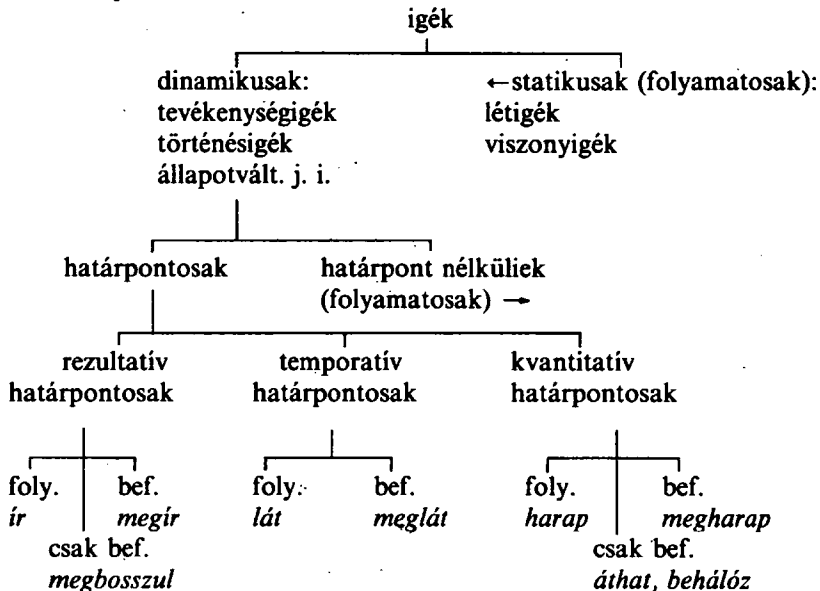 igék
dinamikusak:
tevékenységigék
történésigék
állapotvált. j. i.
←statikusak (folyamatosak):
létigék
viszonyigék
határpontosak
határpont nélküliek
(folyamatosak) →
rezultatív
határpontosak
temporatív
határpontosak
kvantitatív
határpontosak
foly.
ír
bef.
megír
csak bef.
megbosszul
foly.
lát
bef.
meglát
foly.
harap
bef.
megharap
csak bef.
áthat, behálóz